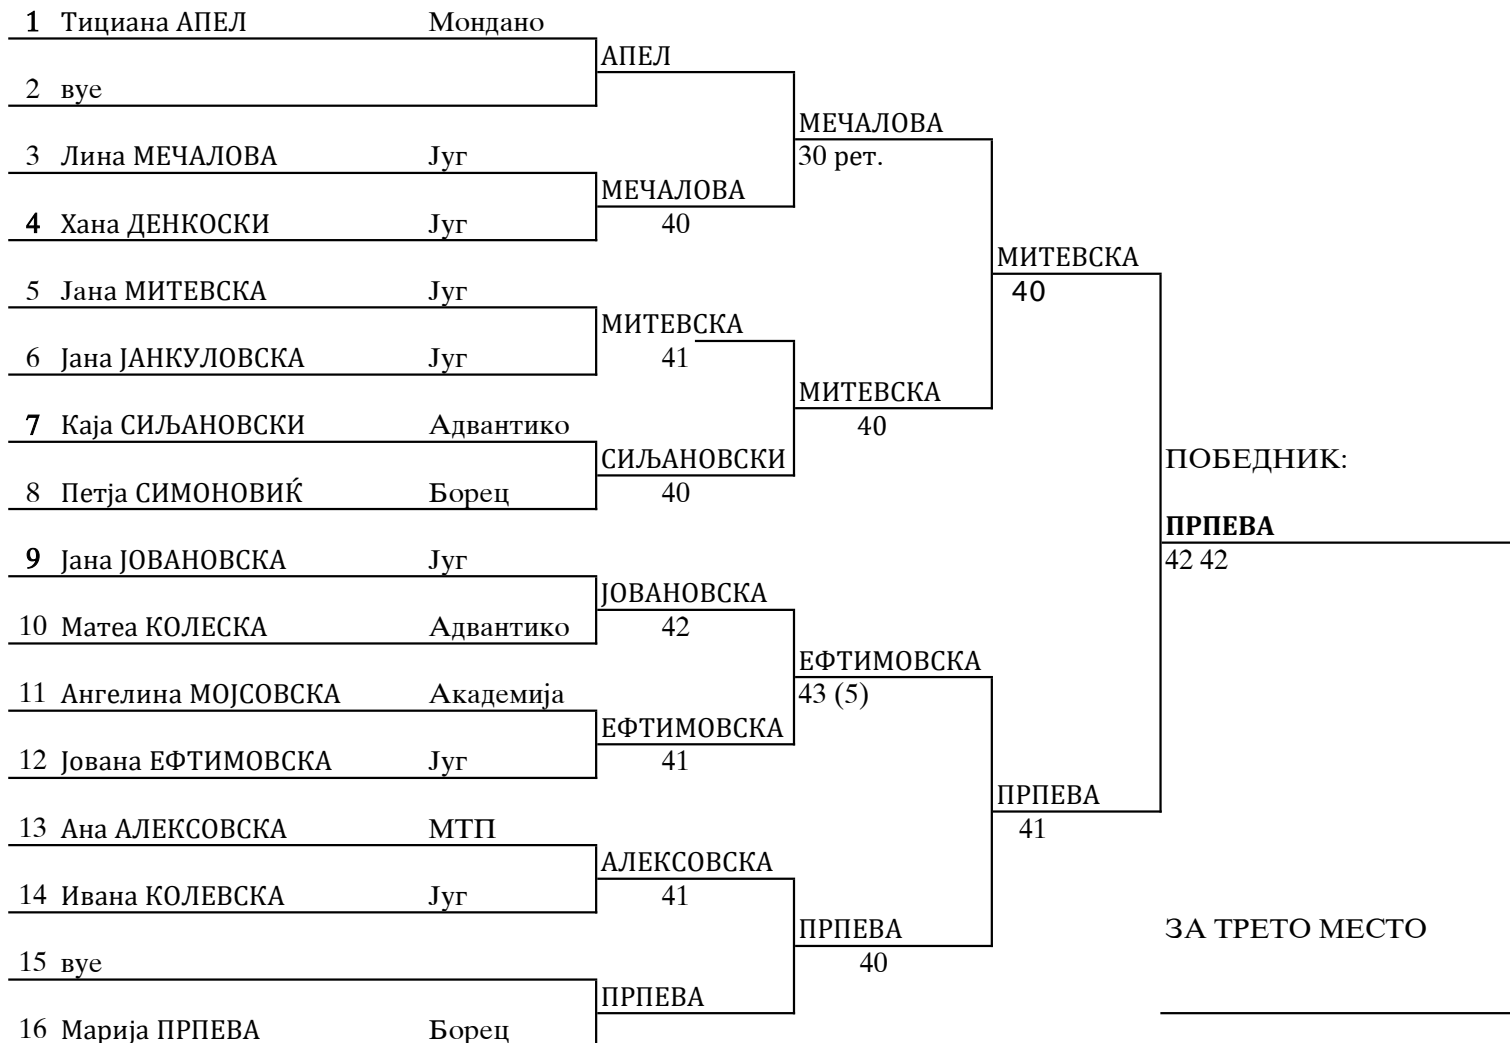 1 Тициана АПЕЛ Мондано
АПЕЛ
2 вуе
МЕЧАЛОВА
3 Лина МЕЧАЛОВА Југ 30 рет.
МЕЧАЛОВА
4 Хана ДЕНКОСКИ Југ 40
МИТЕВСКА
5 Јана МИТЕВСКА Југ 40
МИТЕВСКА
6 Јана ЈАНКУЛОВСКА Југ 41
МИТЕВСКА
7 Каја СИЉАНОВСКИ Адвантико 40
СИЉАНОВСКИ ПОБЕДНИК:
8 Петја СИМОНОВИЌ Борец 40
ПРПЕВА
9 Јана ЈОВАНОВСКА Југ 42 42
ЈОВАНОВСКА
10 Матеа КОЛЕСКА Адвантико 42
ЕФТИМОВСКА
11 Ангелина МОЈСОВСКА Академија 43 (5)
ЕФТИМОВСКА
12 Јована ЕФТИМОВСКА Југ 41
ПРПЕВА
13 Ана АЛЕКСОВСКА МТП 41
АЛЕКСОВСКА
14 Ивана КОЛЕВСКА Југ 41
ПРПЕВА ЗА ТРЕТО МЕСТО
15 вуе 40
ПРПЕВА
16 Марија ПРПЕВА Борец